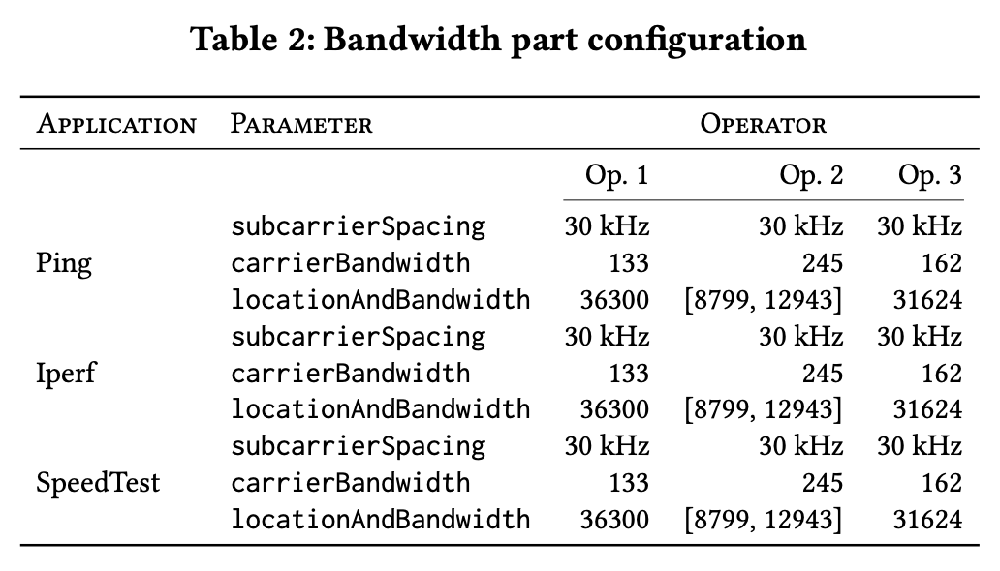 Table 2: Bandwidth part configuration
Application Parameter Operator
Op. 1 Op. 2 Op. 3
subcarrierSpacing 30 kHz 30 kHz 30 kHz
Ping carrierBandwidth 133 245 162
locationAndBandwidth 36300 [8799, 12943] 31624
subcarrierSpacing 30 kHz 30 kHz 30 kHz
Iperf carrierBandwidth 133 245 162
locationAndBandwidth 36300 [8799, 12943] 31624
subcarrierSpacing 30 kHz 30 kHz 30 kHz
SpeedTest carrierBandwidth 133 245 162
locationAndBandwidth 36300 [8799, 12943] 31624